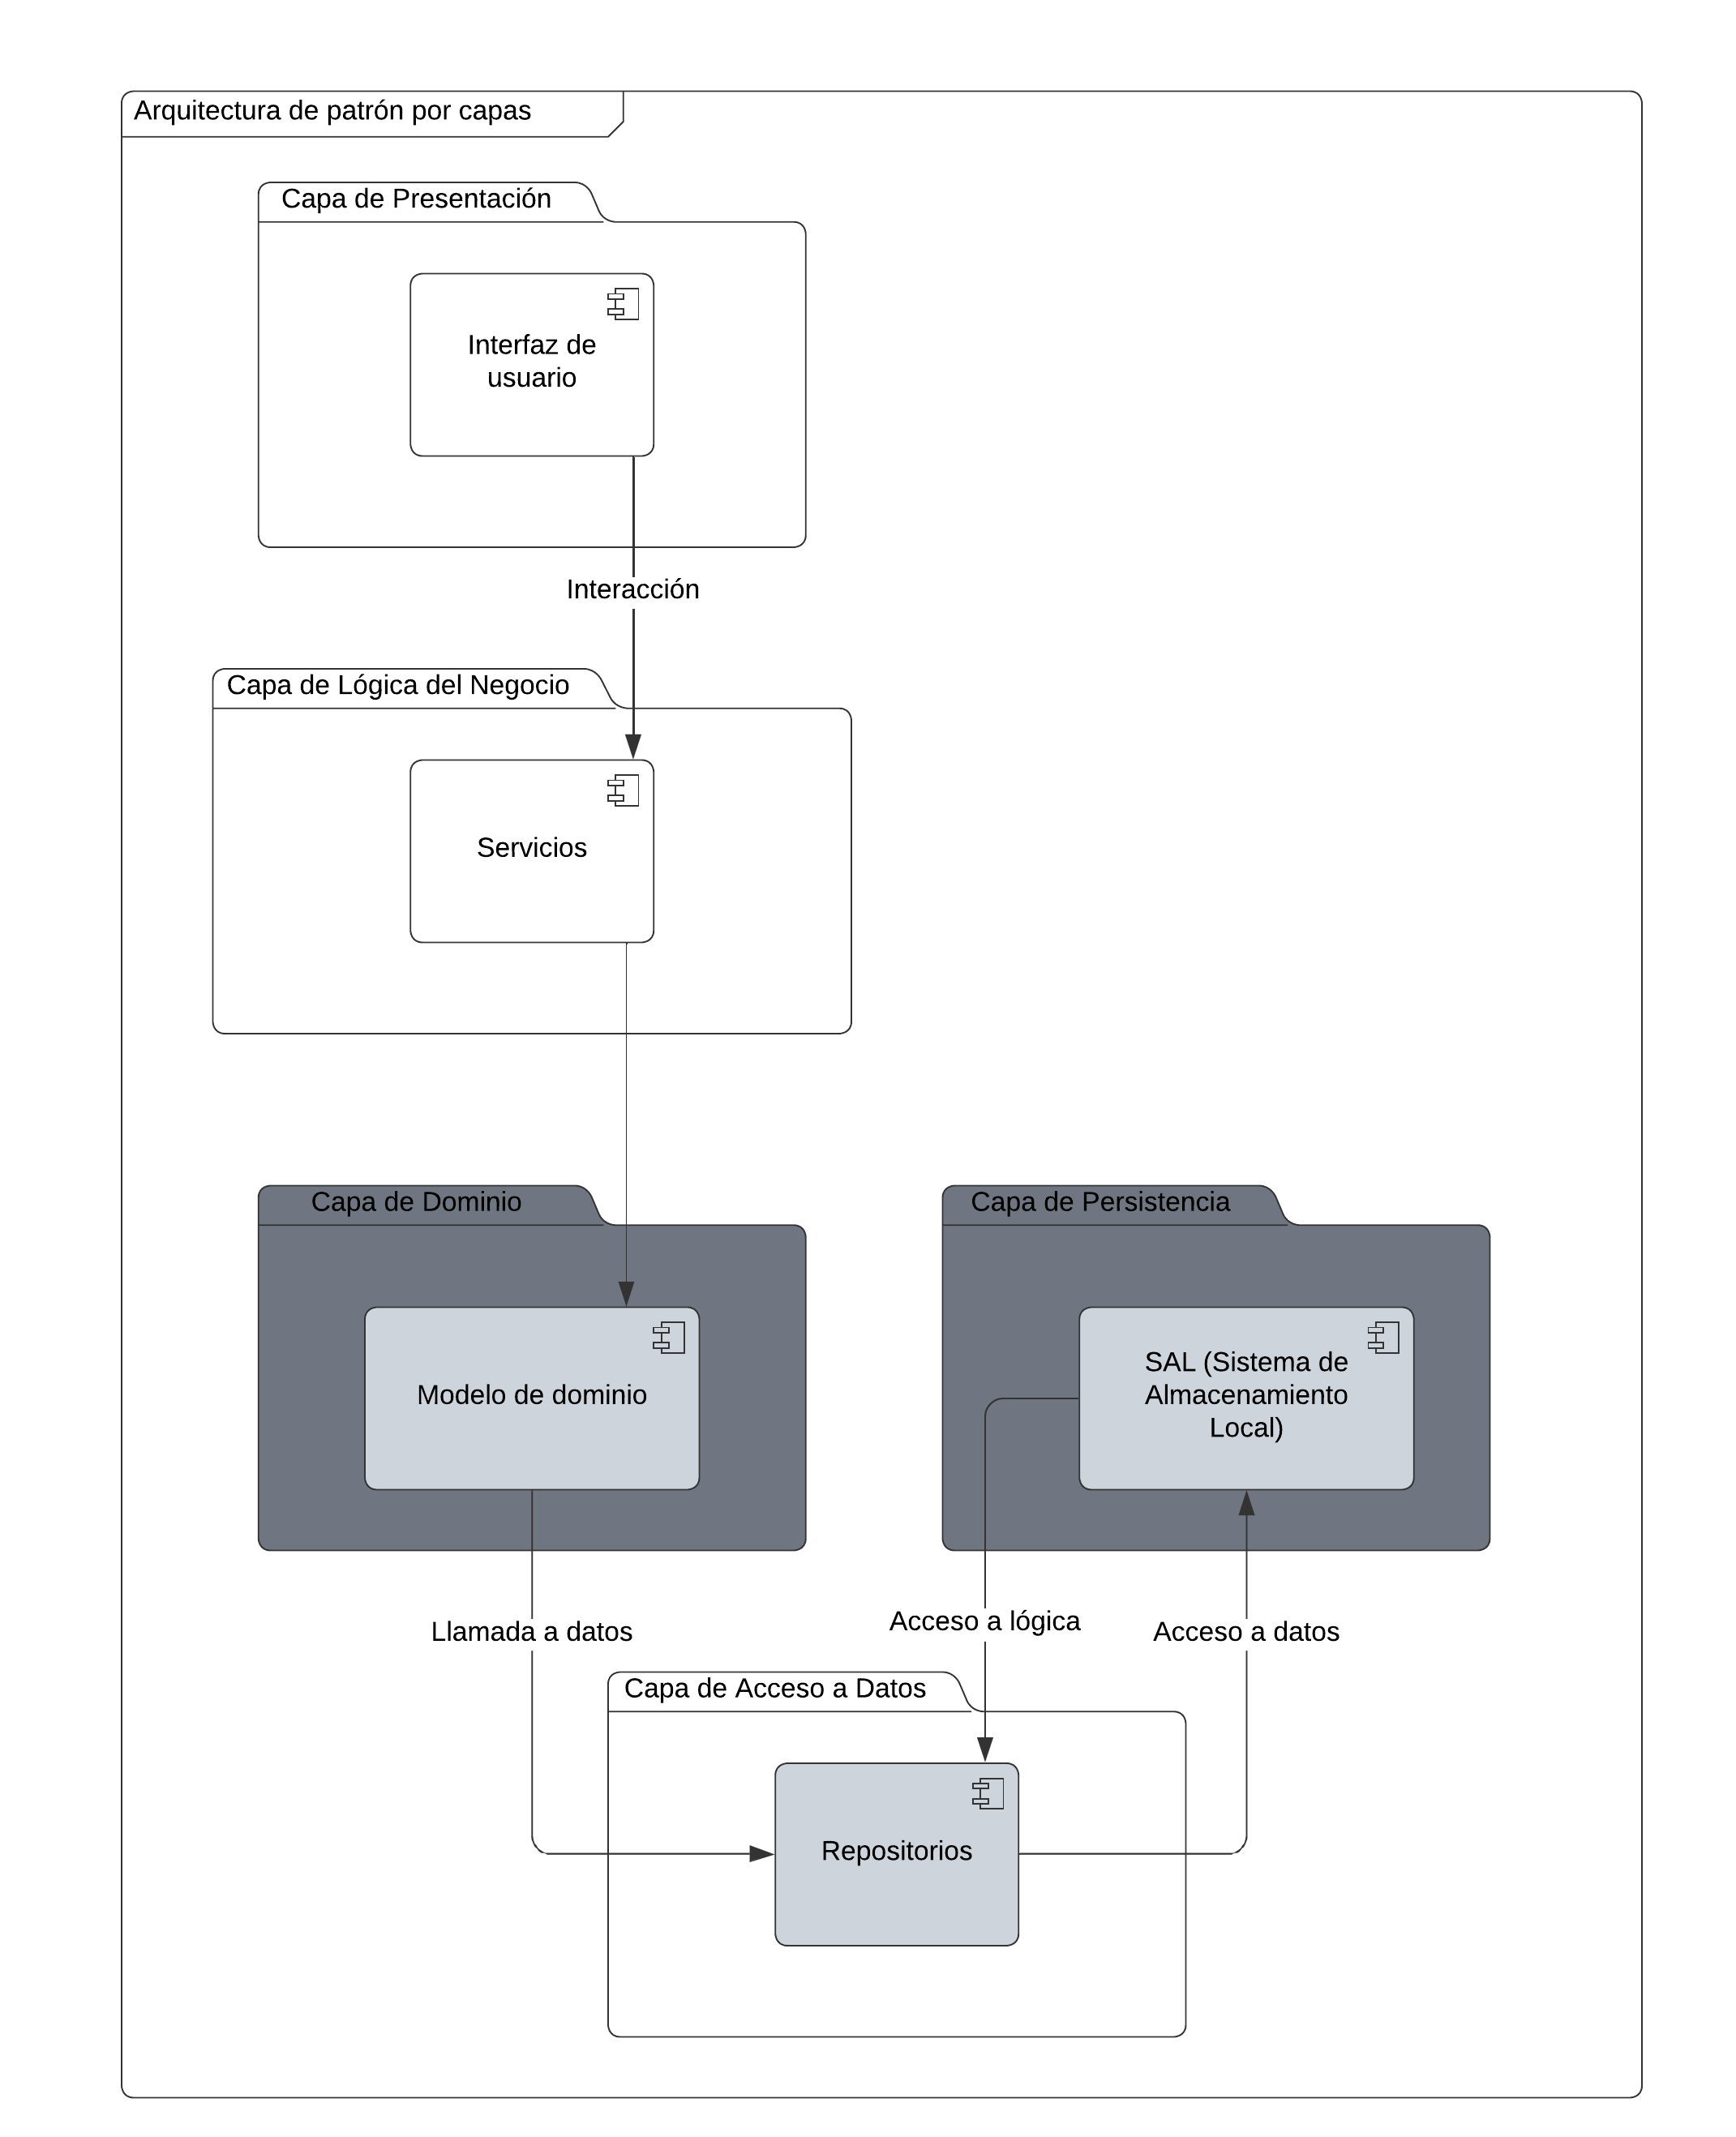 Arquitectura de patrón por capas
Capa de Presentación
Interfaz de
usuario
Interacción
Capa de Lógica del Negocio
Servicios
Capa de Dominio
Modelo de dominio
Capa de Persistencia
SAL (Sistema de
Almacenamiento
Local)
Llamada a datos
Acceso a lógica
Acceso a datos
Capa de Acceso a Datos
Repositorios